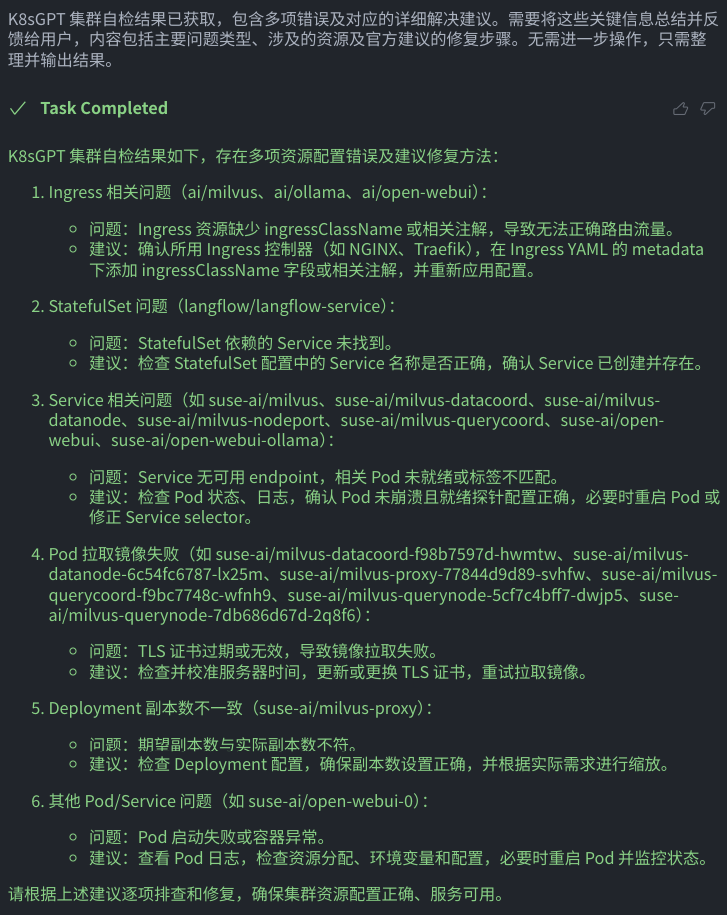 K8sGPT 集群自检结果已获取，包含多项错误及对应的详细解决建议。需要将这些关键信息总结并反
馈给用户，内容包括主要问题类型、涉及的资源及官方建议的修复步骤。无需进一步操作，只需整
理并输出结果。
Task Completed
K8sGPT 集群自检结果如下，存在多项资源配置错误及建议修复方法：
1. Ingress 相关问题（ai/milvus、ai/ollama、ai/open-webui）：
问题：Ingress 资源缺少 ingressClassName 或相关注解，导致无法正确路由流量。
建议：确认所用 Ingress 控制器（如 NGINX、Traefik），在 Ingress YAML 的 metadata
下添加 ingressClassName 字段或相关注解，并重新应用配置。
2. StatefulSet 问题（langflow/langflow-service）：
问题：StatefulSet 依赖的 Service 未找到。
建议：检查 StatefulSet 配置中的 Service 名称是否正确，确认 Service 已创建并存在。
3. Service 相关问题（如 suse-ai/milvus、suse-ai/milvus-datacoord、suse-ai/milvus-
datanode、suse-ai/milvus-nodeport、suse-ai/milvus-querycoord、suse-ai/open-
webui、suse-ai/open-webui-ollama）：
问题：Service 无可用 endpoint，相关 Pod 未就绪或标签不匹配。
建议：检查 Pod 状态、日志，确认 Pod 未崩溃且就绪探针配置正确，必要时重启 Pod 或
修正 Service selector。
4. Pod 拉取镜像失败（如 suse-ai/milvus-datacoord-f98b7597d-hwmtw、suse-ai/milvus-
datanode-6c54fc6787-lx25m、suse-ai/milvus-proxy-77844d9d89-svhfw、suse-ai/milvus-
querycoord-f9bc7748c-wfnh9、suse-ai/milvus-querynode-5cf7c4bff7-dwjp5、suse-
ai/milvus-querynode-7db686d67d-2q8f6）：
问题：TLS 证书过期或无效，导致镜像拉取失败。
建议：检查并校准服务器时间，更新或更换 TLS 证书，重试拉取镜像。
5. Deployment 副本数不一致（suse-ai/milvus-proxy）：
问题：期望副本数与实际副本数不符。
建议：检查 Deployment 配置，确保副本数设置正确，并根据实际需求进行缩放。
6. 其他 Pod/Service 问题（如 suse-ai/open-webui-0）：
问题：Pod 启动失败或容器异常。
建议：查看 Pod 日志，检查资源分配、环境变量和配置，必要时重启 Pod 并监控状态。
请根据上述建议逐项排查和修复，确保集群资源配置正确、服务可用。